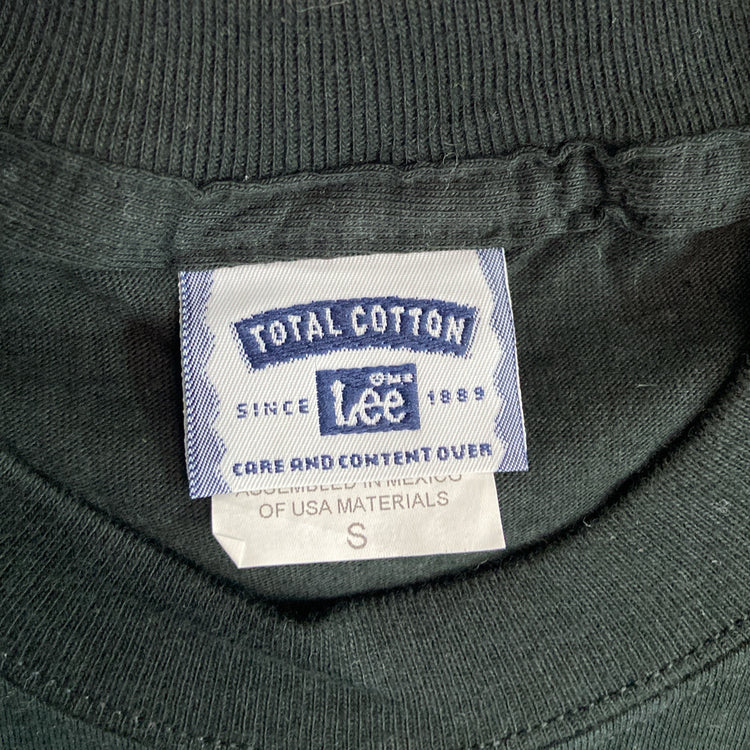 TOTAL COTTON
SINCE Lee 1889
CARE AND CONTENT OVER
ASSEMBLED IN MEXICO
OF USA MATERIALS
S